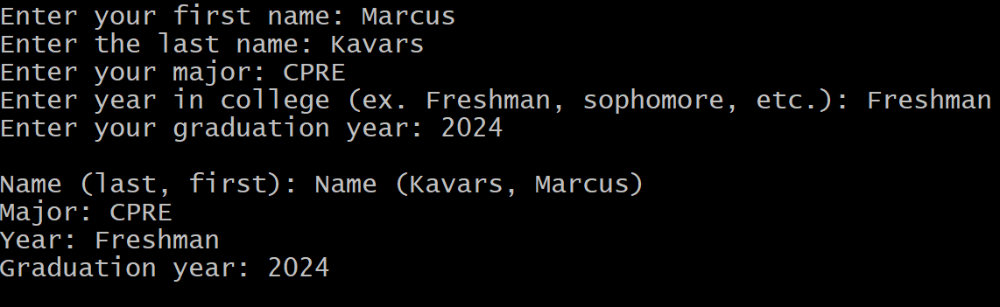 Enter your first name: Marcus
Enter the last name: Kavars
Enter your major: CPRE
Enter year in college (ex. Freshman, sophomore, etc.): Freshman
Enter your graduation year: 2024
Name (last, first): Name (Kavars, Marcus)
Major: CPRE
Year: Freshman
Graduation year: 2024